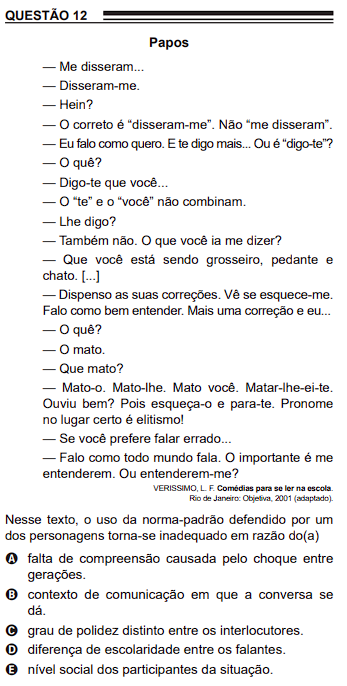 QUESTÃO 12
Papos
— Me disseram...
— Disseram-me.
— Hein?
— O correto é “disseram-me”. Não “me disseram”.
— Eu falo como quero. E te digo mais... Ou é “digo-te”?
— O quê?
— Digo-te que você...
— O “te” e o “você” não combinam.
— Lhe digo?
— Também não. O que você ia me dizer?
— Que você está sendo grosseiro, pedante e
chato. [...]
— Dispenso as suas correções. Vê se esquece-me.
Falo como bem entender. Mais uma correção e eu...
— O quê?
— O mato.
— Que mato?
— Mato-o. Mato-lhe. Mato você. Matar-lhe-ei-te.
Ouviu bem? Pois esqueça-o e para-te. Pronome
no lugar certo é elitismo!
— Se você prefere falar errado...
— Falo como todo mundo fala. O importante é me
entenderem. Ou entenderem-me?
VERISSIMO, L. F. Comédias para se ler na escola.
Rio de Janeiro: Objetiva, 2001 (adaptado).
Nesse texto, o uso da norma-padrão defendido por um
dos personagens torna-se inadequado em razão do(a)
A falta de compreensão causada pelo choque entre
gerações.
B contexto de comunicação em que a conversa se
dá.
C grau de polidez distinto entre os interlocutores.
D diferença de escolaridade entre os falantes.
E nível social dos participantes da situação.